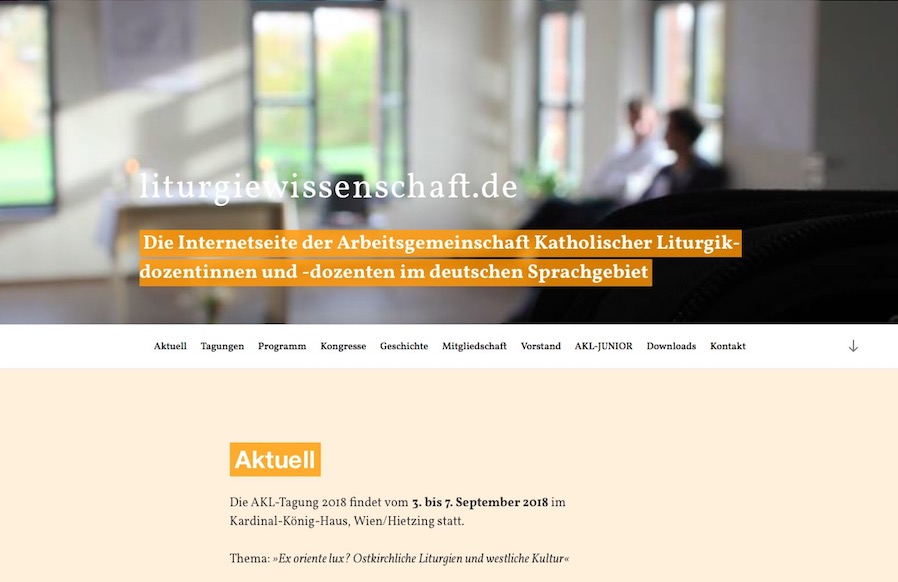 liturgiewissenschaft.de
Die Internetseite der Arbeitsgemeinschaft Katholischer Liturgik-
dozentinnen und -dozenten im deutschen Sprachgebiet
Aktuell Tagungen Programm Kongresse Geschichte Mitgliedschaft Vorstand AKL-JUNIOR Downloads Kontakt
Aktuell
Die AKL-Tagung 2018 findet vom 3. bis 7. September 2018 im
Kardinal-König-Haus, Wien/Hietzing statt.
Thema: »Ex oriente lux? Ostkirchliche Liturgien und westliche Kultur«